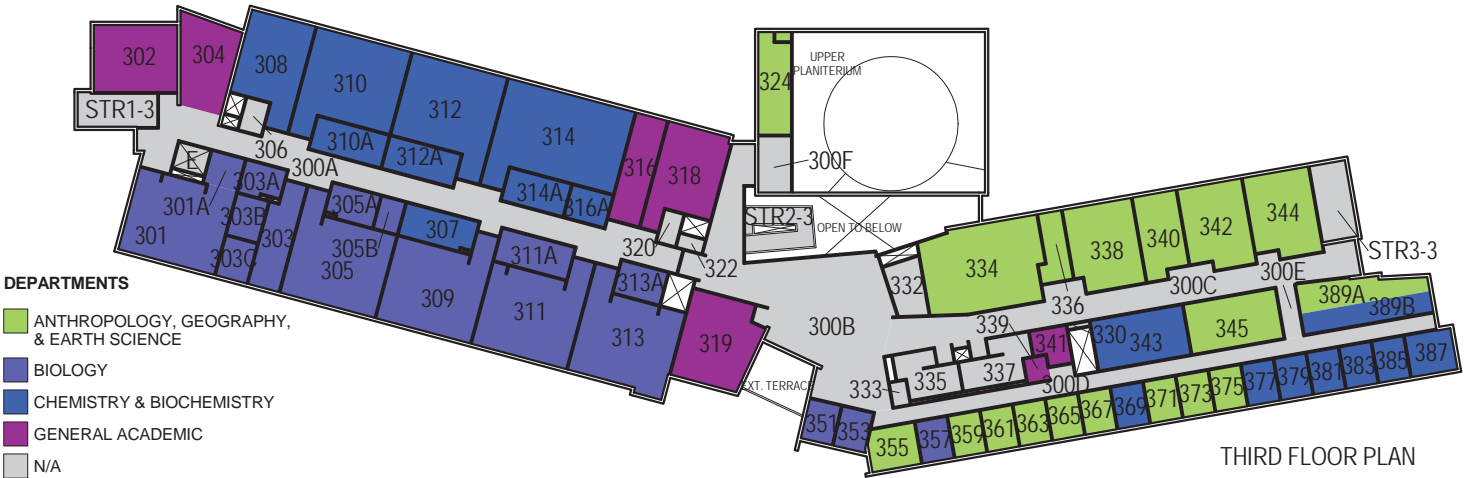 302
304
STR1-3
308
310
312
314
310A
312A
314A
316A
316
318
306
300A
E
301A
303A
303B
303C
301
303
305A
305B
305
307
309
311A
311
313A
313
319
320
322
324
UPPER
PLANITERIUM
300F
STR2-3
OPEN TO BELOW
300B
EXT. TERRACE
332
334
336
338
340
342
344
STR3-3
300C
300E
389A
389B
339
341
330
343
345
333
335
337
300D
351
353
355
357
359
361
363
365
367
369
371
373
375
377
379
381
383
385
387
DEPARTMENTS
ANTHROPOLOGY, GEOGRAPHY,
& EARTH SCIENCE
BIOLOGY
CHEMISTRY & BIOCHEMISTRY
GENERAL ACADEMIC
N/A
THIRD FLOOR PLAN